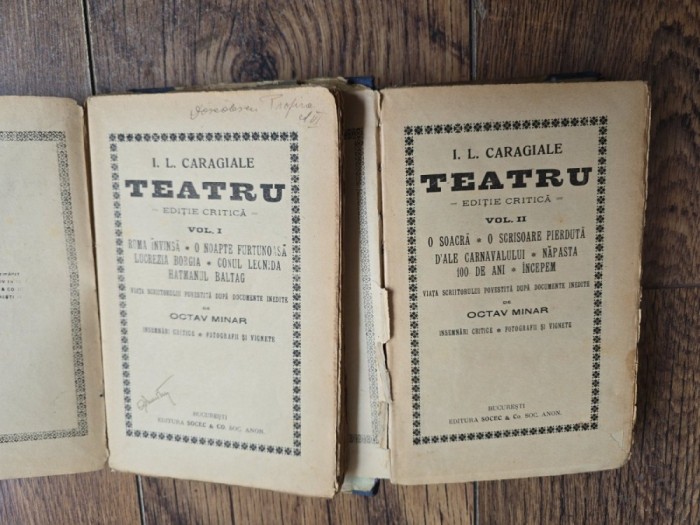 I. L. CARAGIALE
TEATRU
– EDIȚIE CRITICĂ –
VOL. I
ROMA ÎNVINSĂ • O NOAPTE FURTUNOASĂ
LUCREZIA BORGIA • CONUL LEONIDA
HATMANUL BALTAG
VIAȚA SCRIITORULUI POVESTITĂ DUPĂ DOCUMENTE INEDITE
DE
OCTAV MINAR
INSEMNĂRI CRITICE • FOTOGRAFII ȘI VIGNETE
BUCUREȘTI
EDITURA SOCEC & Co. SOC. ANON.
I. L. CARAGIALE
TEATRU
– EDIȚIE CRITICĂ –
VOL. II
O SOACRĂ • O SCRISOARE PIERDUTĂ
D'ALE CARNAVALULUI • NĂPASTA
100 DE ANI • ÎNCEPEM
VIAȚA SCRIITORULUI POVESTITĂ DUPĂ DOCUMENTE INEDITE
DE
OCTAV MINAR
INSEMNĂRI CRITICE • FOTOGRAFII ȘI VIGNETE
BUCUREȘTI
EDITURA SOCEC & Co. SOC. ANON.